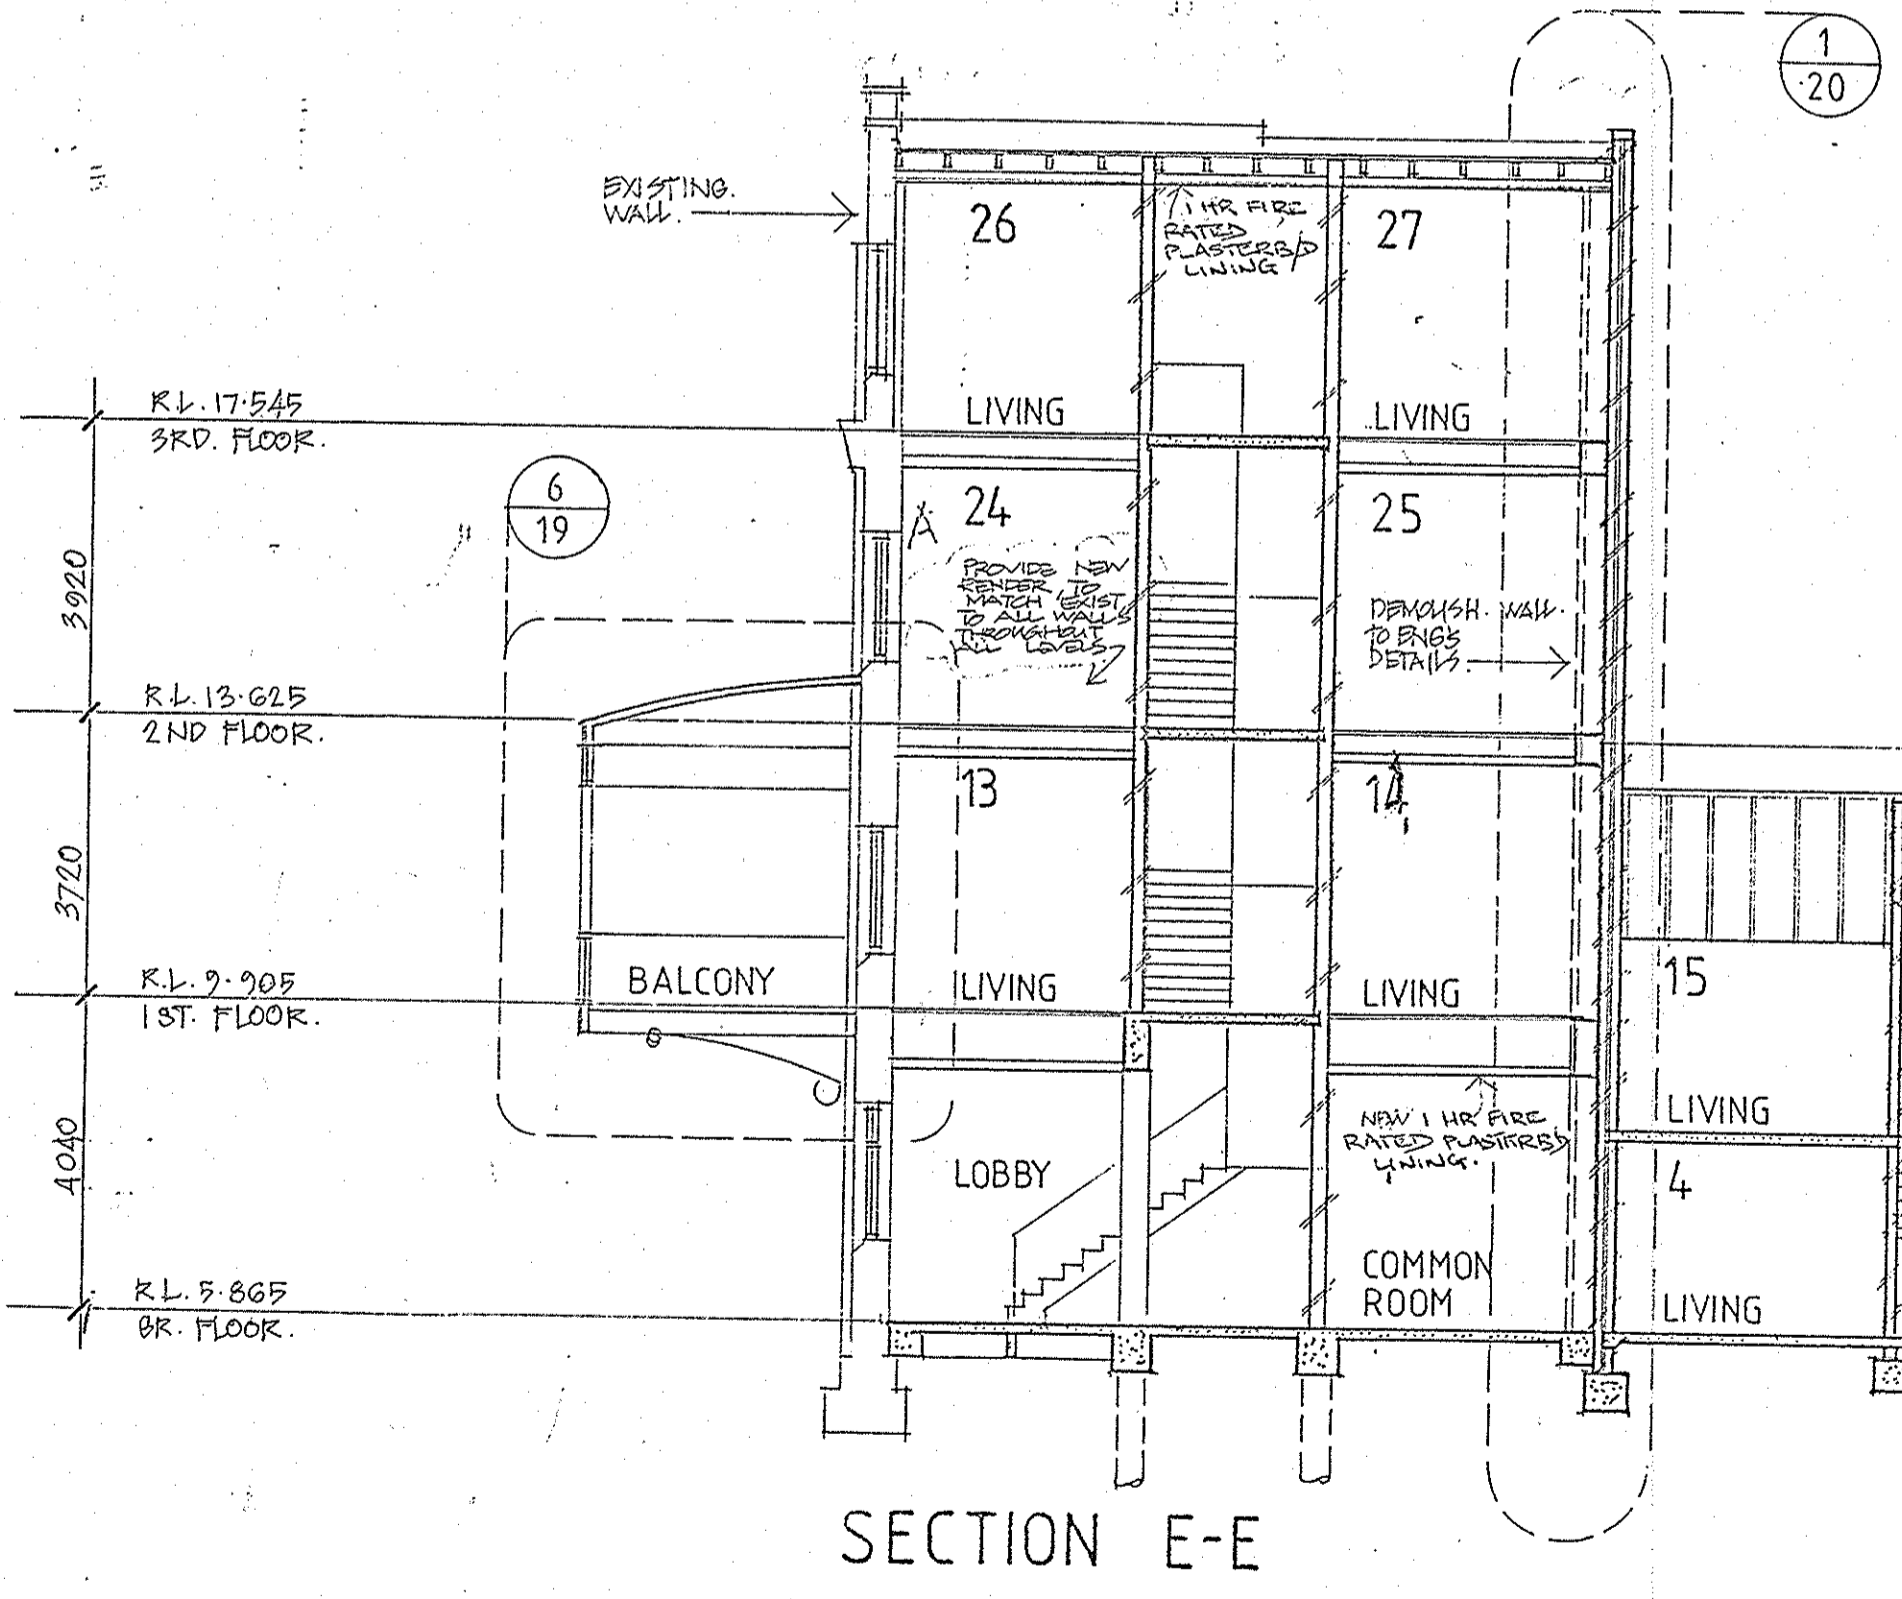 1
20
EXISTING.
WALL.
26
1 HR FIRE
RATED
PLASTERB'D
LINING
27
R.L. 17.545
3RD. FLOOR.
LIVING
LIVING
6
19
A
24
25
3920
PROVIDE NEW
RENDER TO
MATCH EXIST
TO ALL WALLS
THROUGHOUT
ALL LEVELS
DEMOLISH. WALL.
TO ENG'S
DETAILS.
R.L. 13.625
2ND FLOOR.
13
14
3720
R.L. 9.905
1ST. FLOOR.
BALCONY
LIVING
LIVING
15
LIVING
4040
NEW 1 HR FIRE
RATED PLASTERB'D
LINING.
LOBBY
4
COMMON
ROOM
LIVING
R.L. 5.865
GR. FLOOR.
SECTION E-E